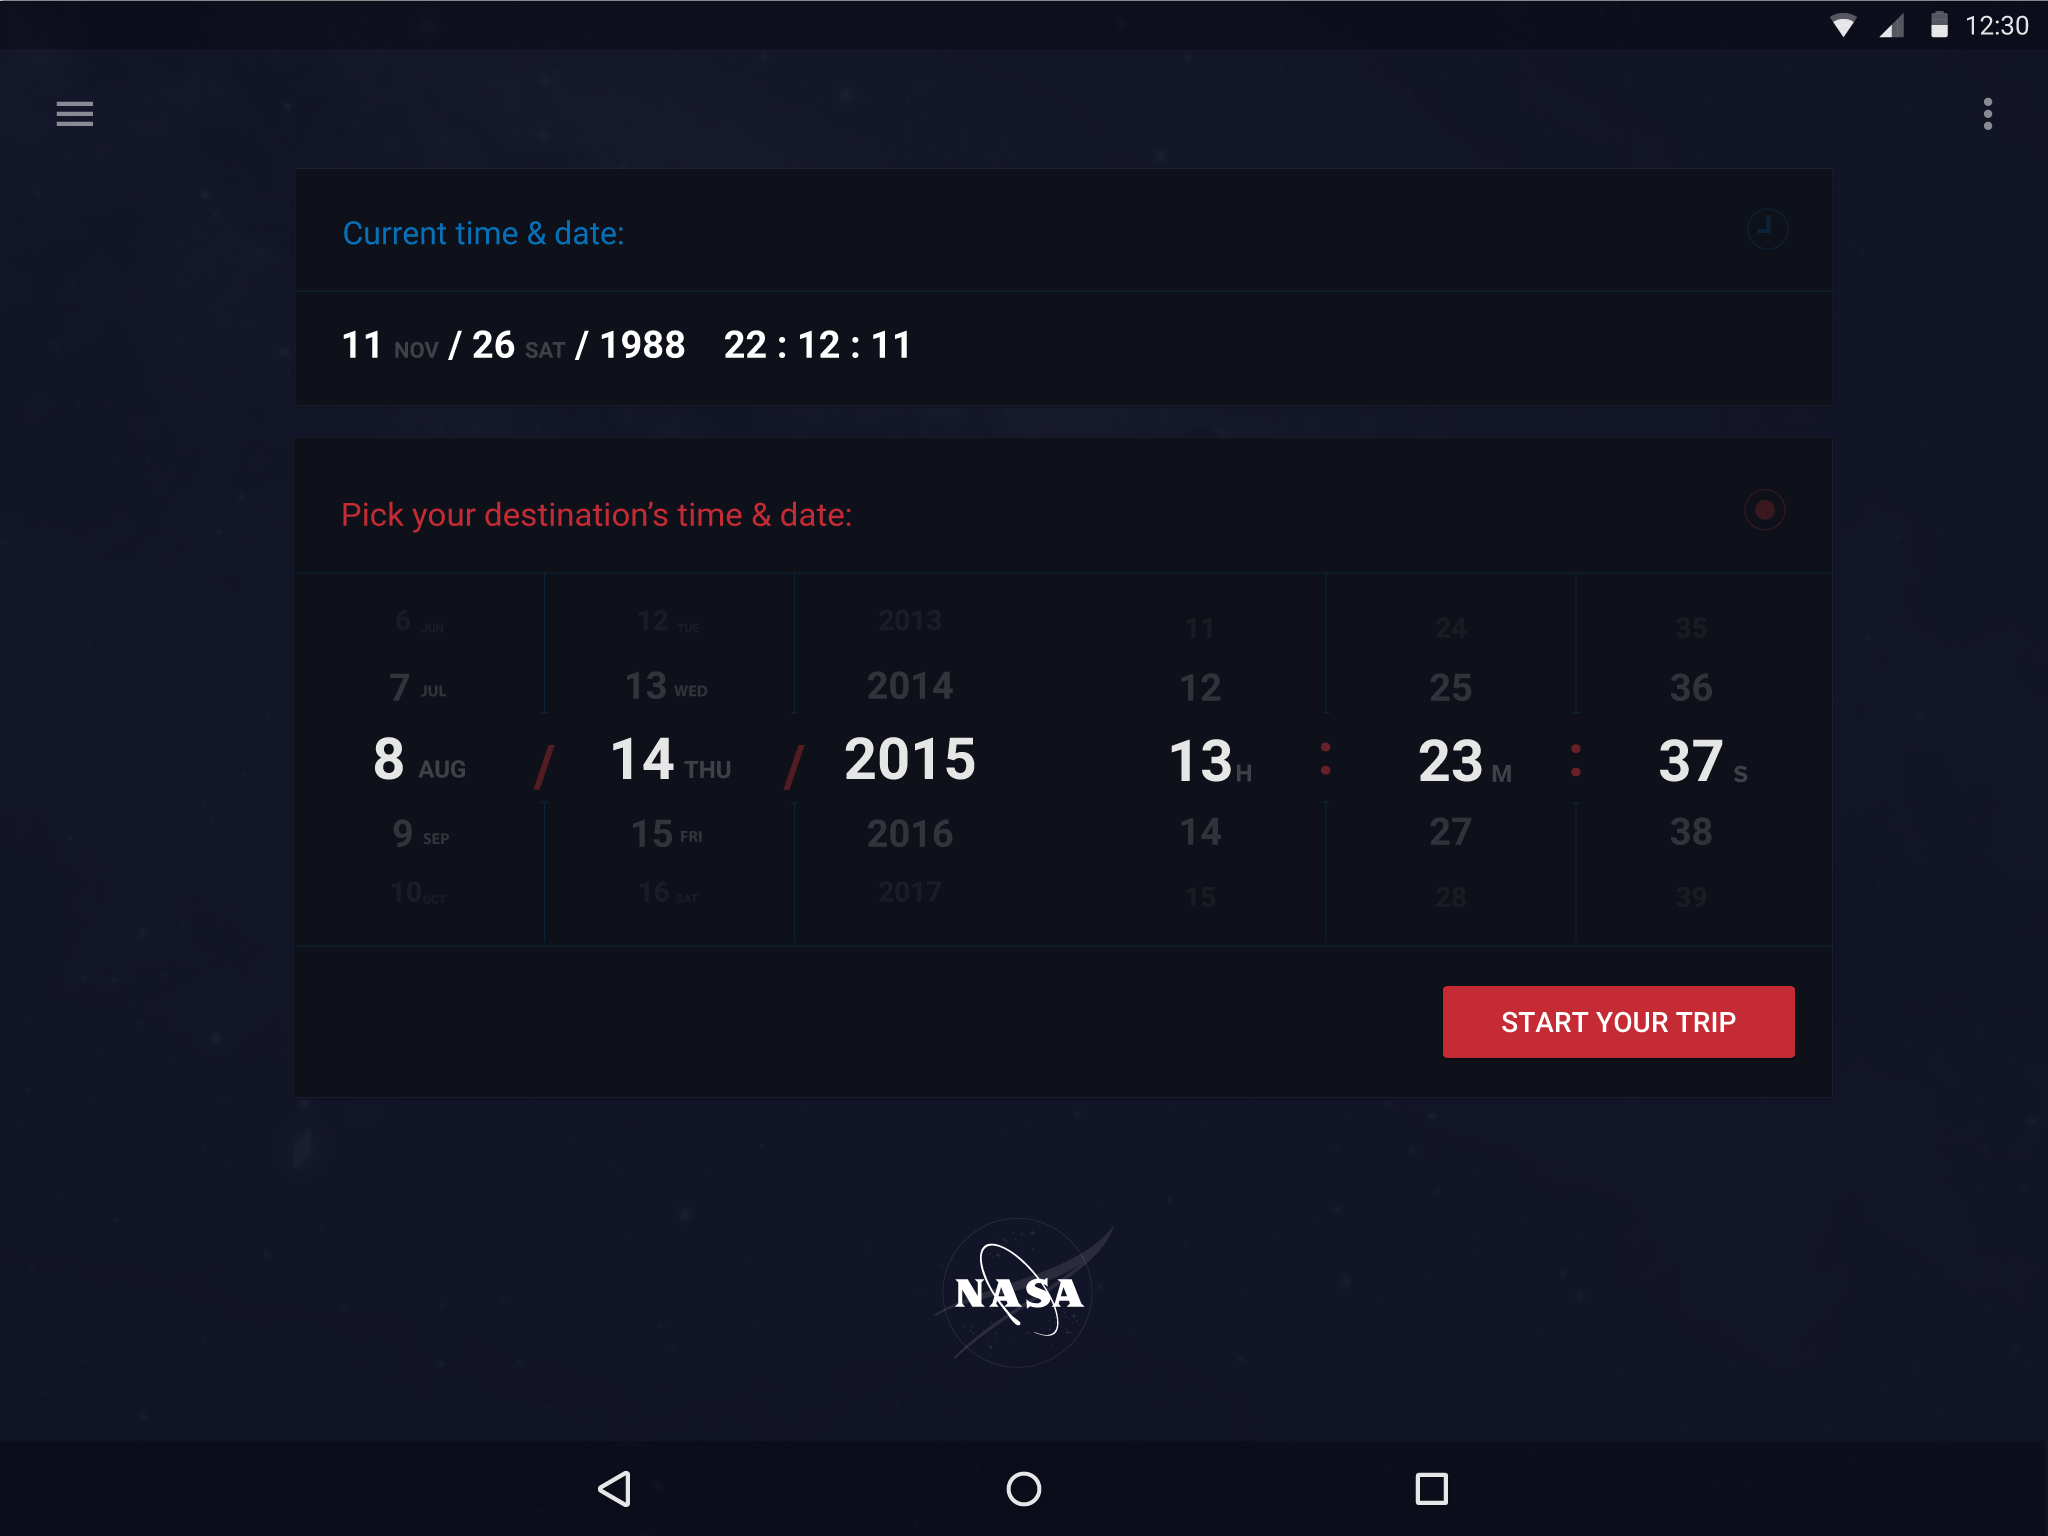 12:30
Current time & date:
11 NOV / 26 SAT / 1988 22 : 12 : 11
Pick your destination’s time & date:
6 JUN 12 TUE 2013 11 24 35
7 JUL 13 WED 2014 12 25 36
8 AUG / 14 THU / 2015 13 H : 23 M : 37 S
9 SEP 15 FRI 2016 14 27 38
10 OCT 16 SAT 2017 15 28 39
START YOUR TRIP
NASA